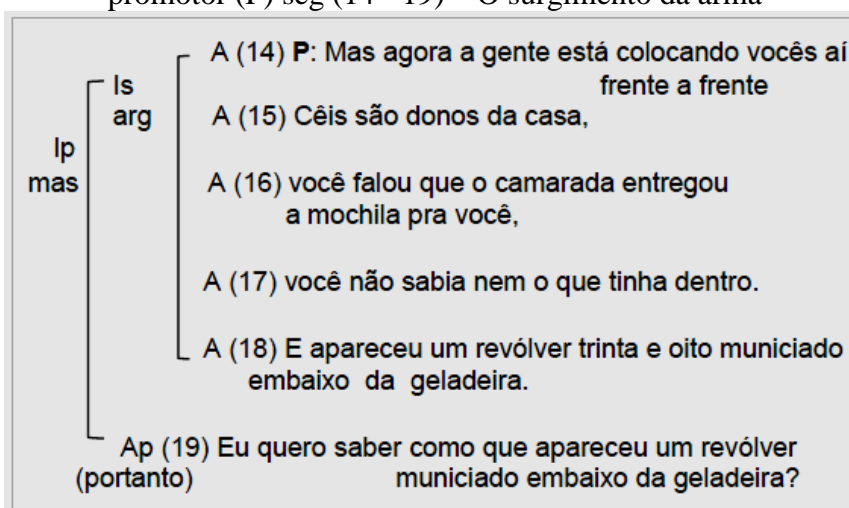 promotor (P) seg (14 - 19) – O surgimento da arma
A (14) P: Mas agora a gente está colocando vocês aí
Is frente a frente
arg A (15) Cêis são donos da casa,
Ip
mas A (16) você falou que o camarada entregou
a mochila pra você,
A (17) você não sabia nem o que tinha dentro.
A (18) E apareceu um revólver trinta e oito municiado
embaixo da geladeira.
Ap (19) Eu quero saber como que apareceu um revólver
(portanto) municiado embaixo da geladeira?